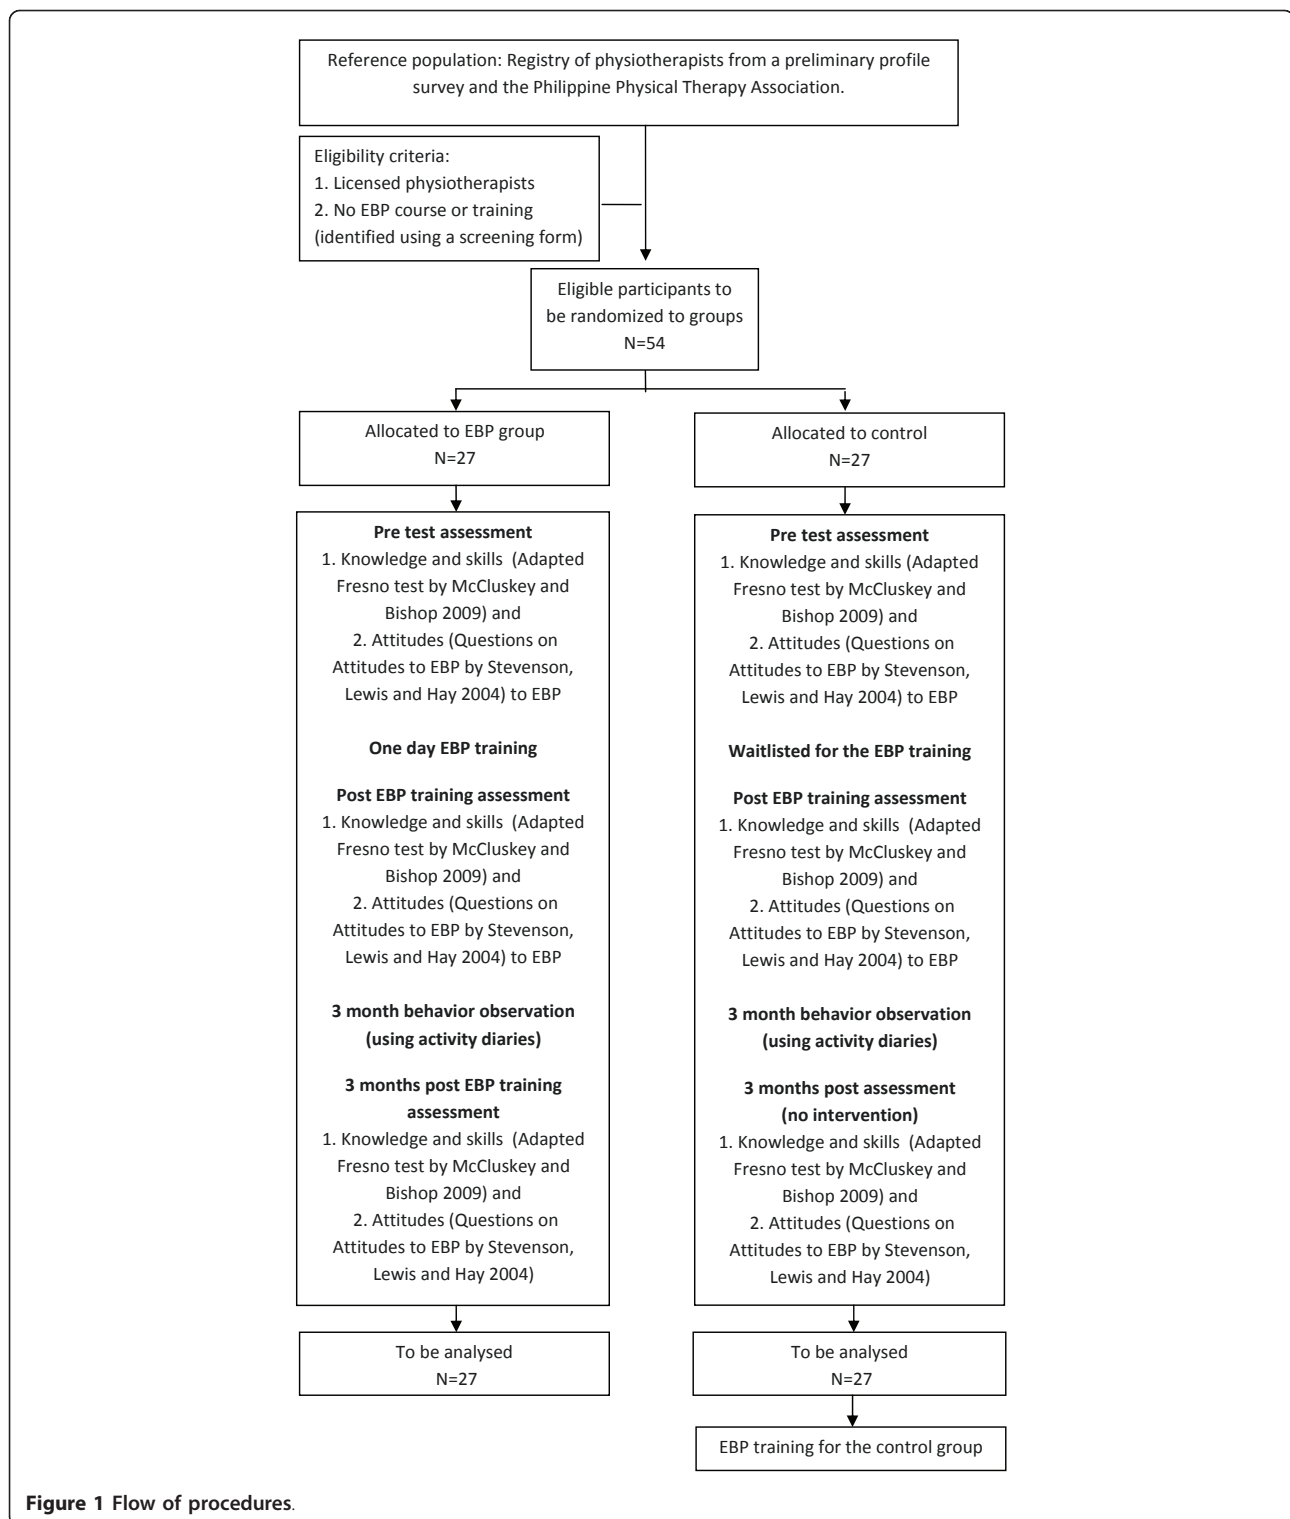 Reference population: Registry of physiotherapists from a preliminary profile
survey and the Philippine Physical Therapy Association.
Eligibility criteria:
1. Licensed physiotherapists
2. No EBP course or training
(identified using a screening form)
Eligible participants to
be randomized to groups
N=54
Allocated to EBP group
N=27
Allocated to control
N=27
Pre test assessment
1. Knowledge and skills (Adapted
Fresno test by McCluskey and
Bishop 2009) and
2. Attitudes (Questions on
Attitudes to EBP by Stevenson,
Lewis and Hay 2004) to EBP
One day EBP training
Post EBP training assessment
1. Knowledge and skills (Adapted
Fresno test by McCluskey and
Bishop 2009) and
2. Attitudes (Questions on
Attitudes to EBP by Stevenson,
Lewis and Hay 2004) to EBP
3 month behavior observation
(using activity diaries)
3 months post EBP training
assessment
1. Knowledge and skills (Adapted
Fresno test by McCluskey and
Bishop 2009) and
2. Attitudes (Questions on
Attitudes to EBP by Stevenson,
Lewis and Hay 2004)
Pre test assessment
1. Knowledge and skills (Adapted
Fresno test by McCluskey and
Bishop 2009) and
2. Attitudes (Questions on
Attitudes to EBP by Stevenson,
Lewis and Hay 2004) to EBP
Waitlisted for the EBP training
Post EBP training assessment
1. Knowledge and skills (Adapted
Fresno test by McCluskey and
Bishop 2009) and
2. Attitudes (Questions on
Attitudes to EBP by Stevenson,
Lewis and Hay 2004) to EBP
3 month behavior observation
(using activity diaries)
3 months post assessment
(no intervention)
1. Knowledge and skills (Adapted
Fresno test by McCluskey and
Bishop 2009) and
2. Attitudes (Questions on
Attitudes to EBP by Stevenson,
Lewis and Hay 2004)
To be analysed
N=27
To be analysed
N=27
EBP training for the control group
Figure 1 Flow of procedures.